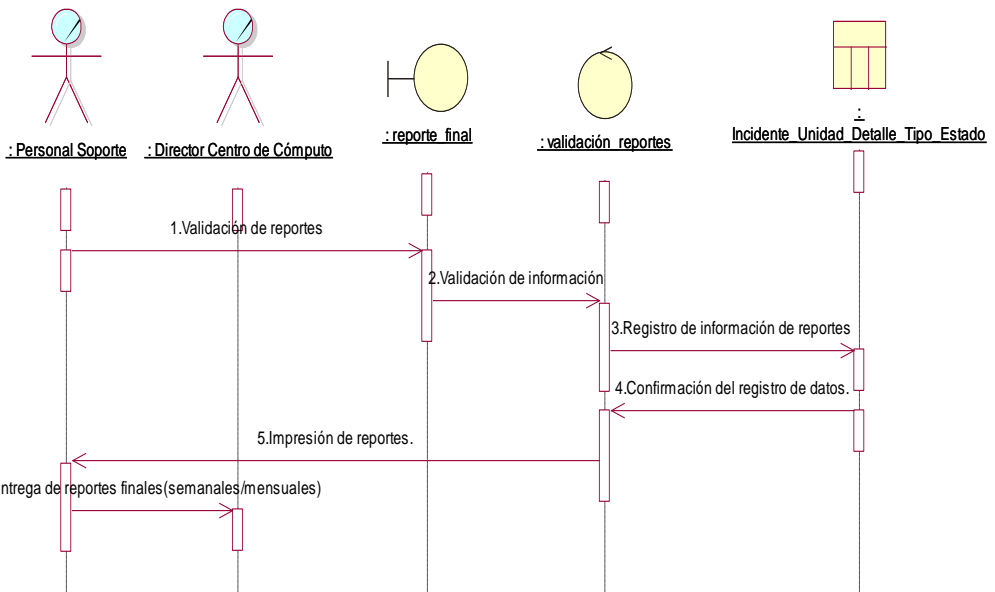 : Personal Soporte
: Director Centro de Cómputo
: reporte_final
: validación_reportes
:
Incidente_Unidad_Detalle_Tipo_Estado
1.Validación de reportes
2.Validación de información
3.Registro de información de reportes
4.Confirmación del registro de datos.
5.Impresión de reportes.
ntrega de reportes finales(semanales/mensuales)